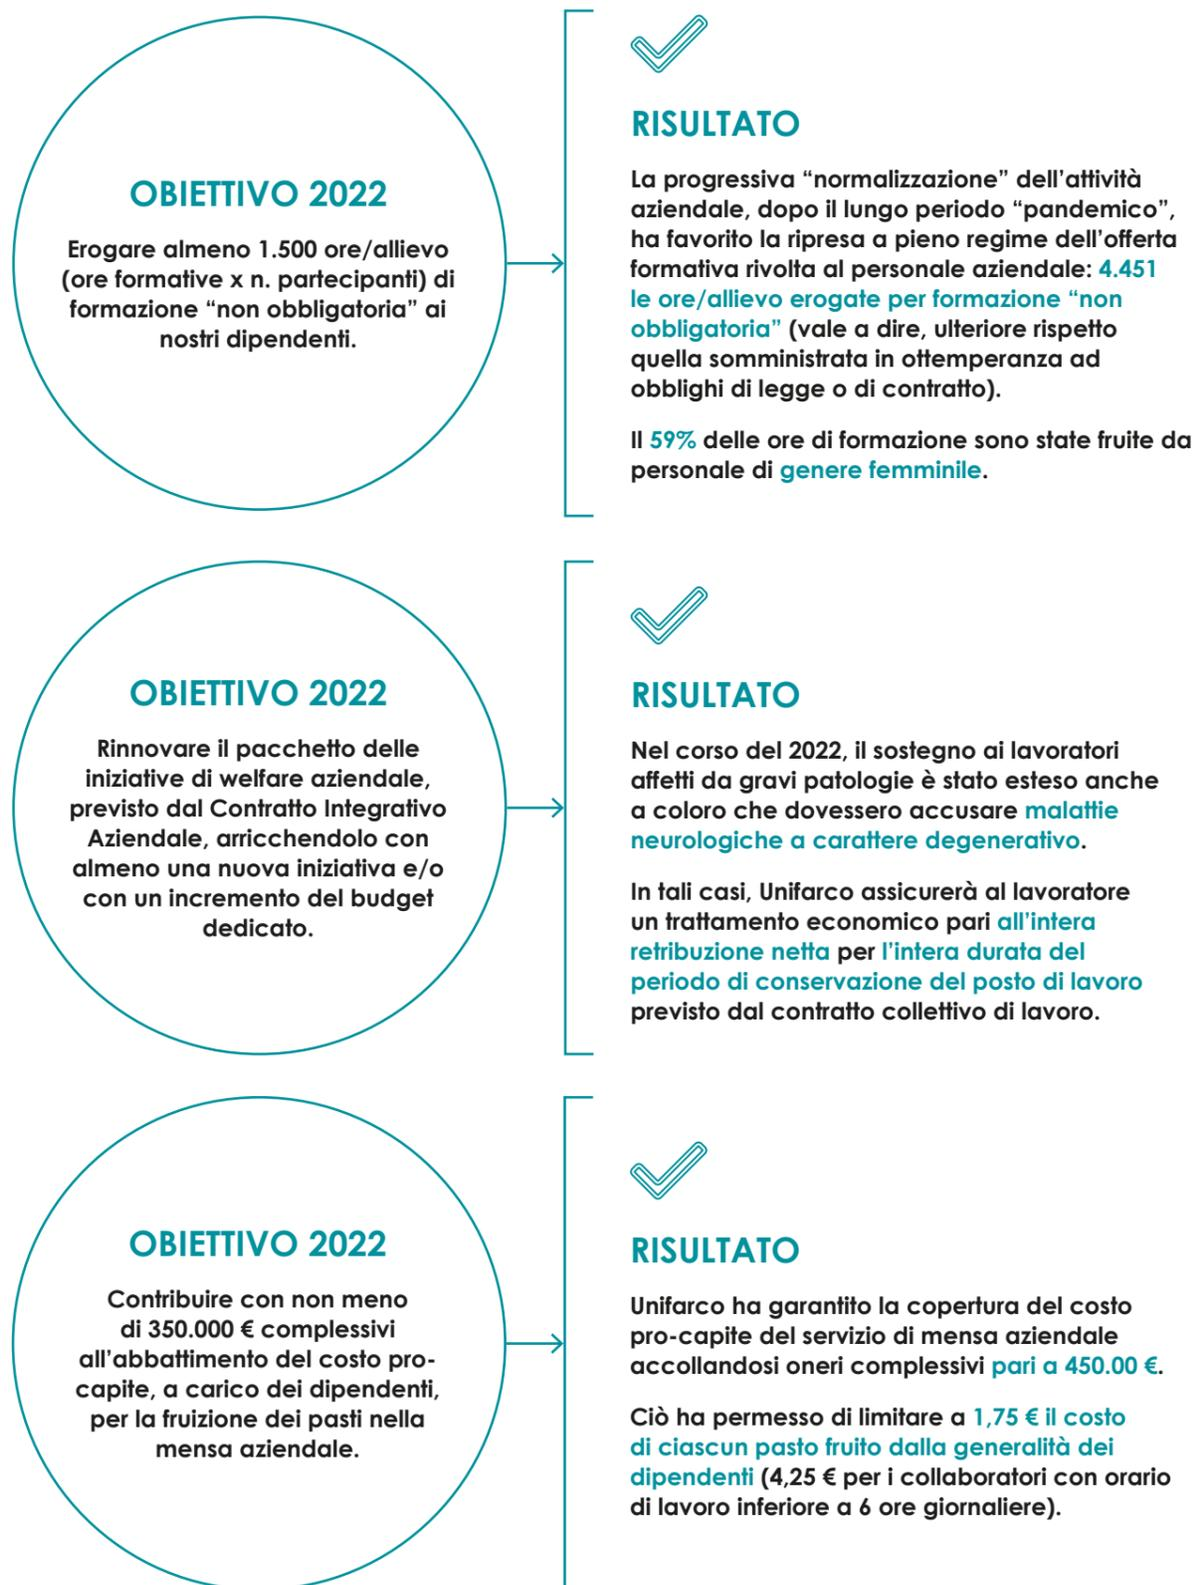 OBIETTIVO 2022
Erogare almeno 1.500 ore/allievo
(ore formative x n. partecipanti) di
formazione “non obbligatoria” ai
nostri dipendenti.
RISULTATO
La progressiva “normalizzazione” dell’attività
aziendale, dopo il lungo periodo “pandemico”,
ha favorito la ripresa a pieno regime dell’offerta
formativa rivolta al personale aziendale: 4.451
le ore/allievo erogate per formazione “non
obbligatoria” (vale a dire, ulteriore rispetto
quella somministrata in ottemperanza ad
obblighi di legge o di contratto).
Il 59% delle ore di formazione sono state fruite da
personale di genere femminile.
OBIETTIVO 2022
Rinnovare il pacchetto delle
iniziative di welfare aziendale,
previsto dal Contratto Integrativo
Aziendale, arricchendolo con
almeno una nuova iniziativa e/o
con un incremento del budget
dedicato.
RISULTATO
Nel corso del 2022, il sostegno ai lavoratori
affetti da gravi patologie è stato esteso anche
a coloro che dovessero accusare malattie
neurologiche a carattere degenerativo.
In tali casi, Unifarco assicurerà al lavoratore
un trattamento economico pari all’intera
retribuzione netta per l’intera durata del
periodo di conservazione del posto di lavoro
previsto dal contratto collettivo di lavoro.
OBIETTIVO 2022
Contribuire con non meno
di 350.000 € complessivi
all’abbattimento del costo pro-
capite, a carico dei dipendenti,
per la fruizione dei pasti nella
mensa aziendale.
RISULTATO
Unifarco ha garantito la copertura del costo
pro-capite del servizio di mensa aziendale
accollandosi oneri complessivi pari a 450.00 €.
Ciò ha permesso di limitare a 1,75 € il costo
di ciascun pasto fruito dalla generalità dei
dipendenti (4,25 € per i collaboratori con orario
di lavoro inferiore a 6 ore giornaliere).